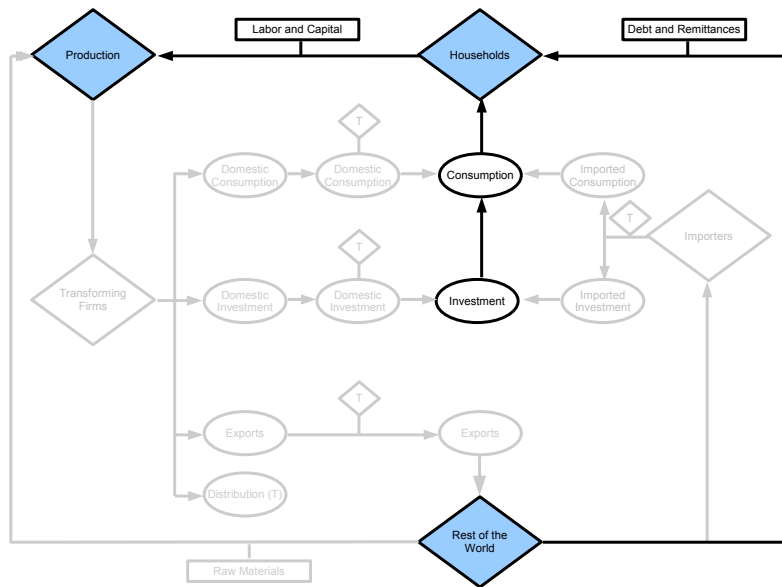 Labor and Capital
Debt and Remittances
Production
Households
T
Domestic
Consumption
Domestic
Consumption
Consumption
Imported
Consumption
T
Importers
T
Transforming
Firms
Domestic
Investment
Domestic
Investment
Investment
Imported
Investment
T
Exports
Exports
Distribution (T)
Rest of the
World
Raw Materials